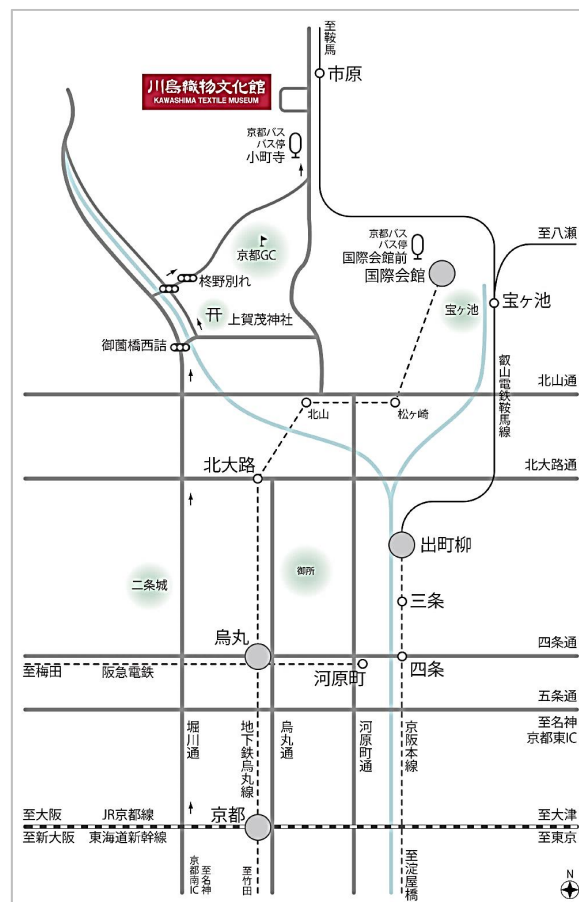 至鞍馬
市原
川島織物文化館
KAWASHIMA TEXTILE MUSEUM
京都バス
バス停
小町寺
京都バス
バス停
国際会館前
国際会館
至八瀬
京都GC
柊野別れ
宝ヶ池
宝ヶ池
上賀茂神社
御薗橋西詰
叡山電鉄鞍馬線
北山通
北山
松ヶ崎
北大路
北大路通
出町柳
二条城
御所
三条
烏丸
四条通
至梅田
阪急電鉄
河原町
四条
五条通
堀川通
地下鉄烏丸線
烏丸通
河原町通
京阪本線
至名神
京都東IC
至大阪
JR京都線
京都
至大津
至新大阪
東海道新幹線
至東京
至名神
京都南IC
至竹田
至淀屋橋
N